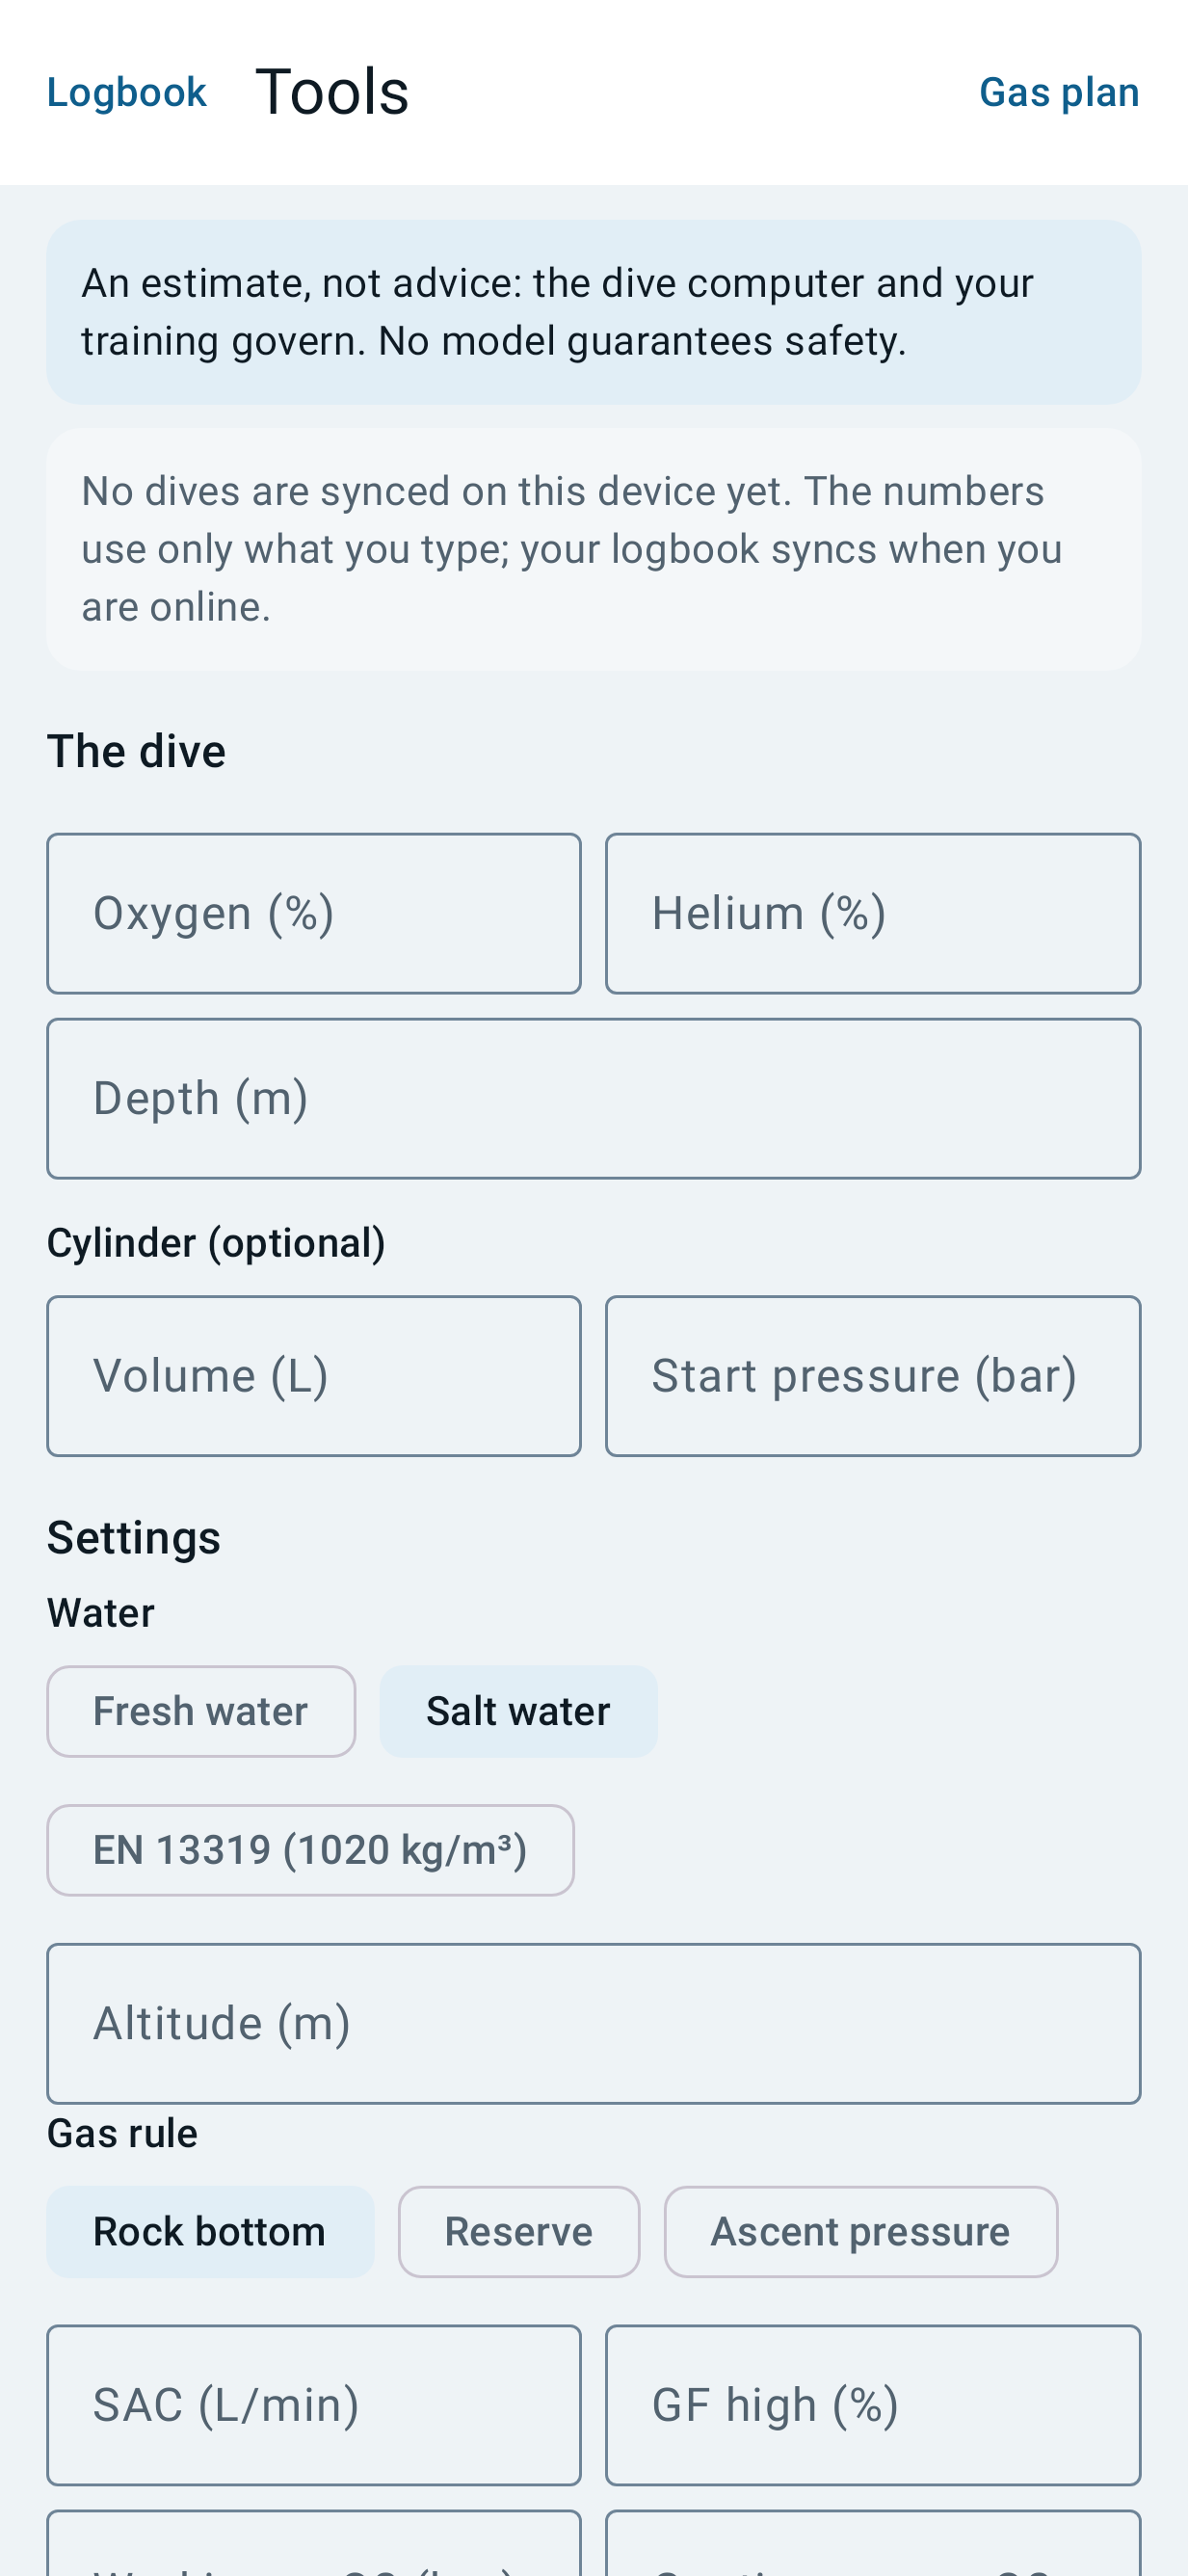 Logbook Tools Gas plan
An estimate, not advice: the dive computer and your
training govern. No model guarantees safety.
No dives are synced on this device yet. The numbers
use only what you type; your logbook syncs when you
are online.
The dive
Oxygen (%) Helium (%)
Depth (m)
Cylinder (optional)
Volume (L) Start pressure (bar)
Settings
Water
Fresh water Salt water
EN 13319 (1020 kg/m³)
Altitude (m)
Gas rule
Rock bottom Reserve Ascent pressure
SAC (L/min) GF high (%)